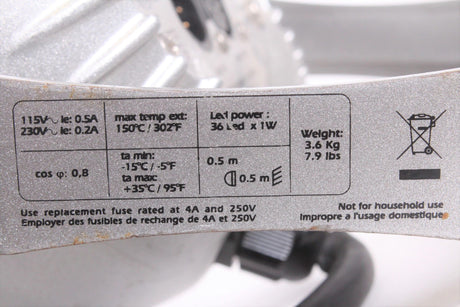 115V~ Ie: 0.5A
230V~ Ie: 0.2A
max temp ext:
150°C / 302°F
Led power :
36 Led x 1W
Weight:
3.6 Kg
7.9 lbs
cos φ: 0,8
ta min:
-15°C / -5°F
ta max:
+35°C / 95°F
0.5 m
0.5 m
Use replacement fuse rated at 4A and 250V
Employer des fusibles de rechange de 4A et 250V
Not for household use
Impropre a l'usage domestique